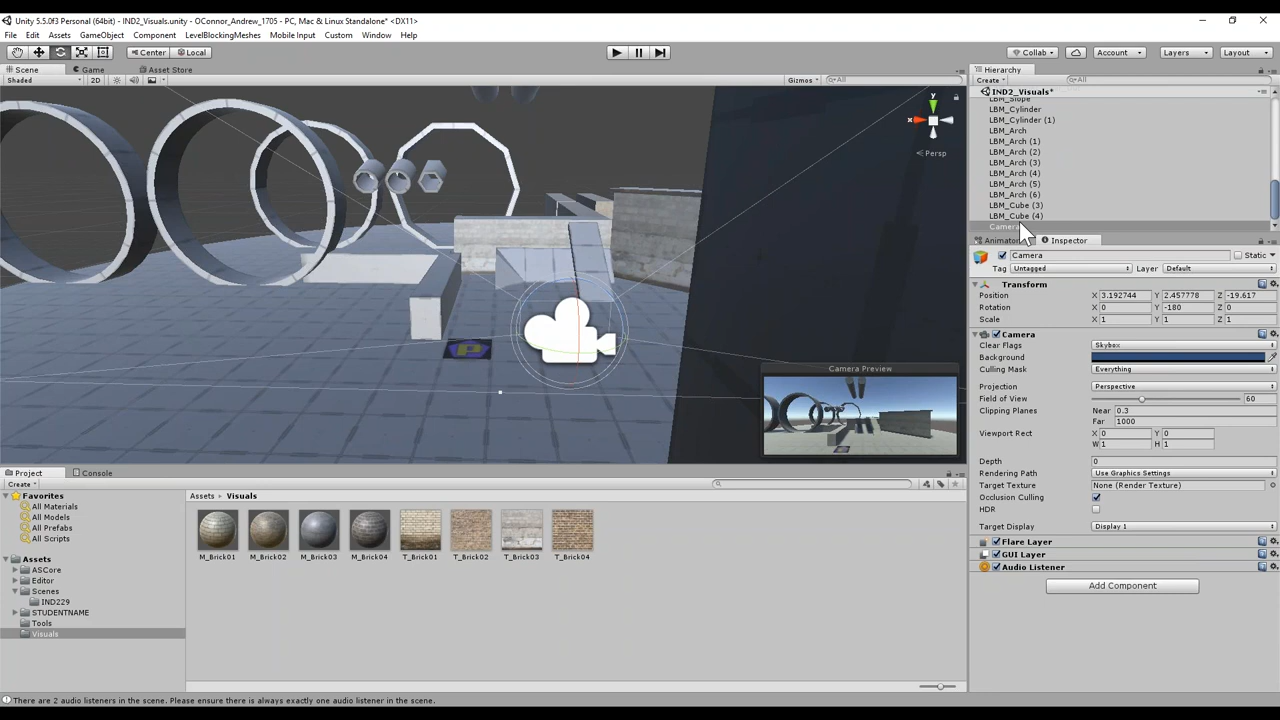 Unity 5.5.0f3 Personal (64bit) - IND2_Visuals.unity - OConnor_Andrew_1705 - PC, Mac & Linux Standalone* <DX11>
File Edit Assets GameObject Component LevelBlockingMeshes Mobile Input Custom Window Help
Center Local Collab Account Layers Layout
Scene Game Asset Store
Shaded 2D Gizmos All
y
x
Persp
Camera Preview
Hierarchy
Create All
IND2_Visuals*
LBM_Slope
LBM_Cylinder
LBM_Cylinder (1)
LBM_Arch
LBM_Arch (1)
LBM_Arch (2)
LBM_Arch (3)
LBM_Arch (4)
LBM_Arch (5)
LBM_Arch (6)
LBM_Cube (3)
LBM_Cube (4)
Camera
Animator Inspector
Camera Static
Tag Untagged Layer Default
Transform
Position X 3.192744 Y 2.457778 Z -19.617
Rotation X 0 Y -180 Z 0
Scale X 1 Y 1 Z 1
Camera
Clear Flags Skybox
Background
Culling Mask Everything
Projection Perspective
Field of View 60
Clipping Planes Near 0.3
Far 1000
Viewport Rect X 0 Y 0
W 1 H 1
Depth 0
Rendering Path Use Graphics Settings
Target Texture None (Render Texture)
Occlusion Culling
HDR
Target Display Display 1
Flare Layer
GUI Layer
Audio Listener
Add Component
Project Console
Create
Favorites
All Materials
All Models
All Prefabs
All Scripts
Assets
ASCore
Editor
Scenes
IND229
STUDENTNAME
Tools
Visuals
Assets Visuals
M_Brick01 M_Brick02 M_Brick03 M_Brick04 T_Brick01 T_Brick02 T_Brick03 T_Brick04
There are 2 audio listeners in the scene. Please ensure there is always exactly one audio listener in the scene.